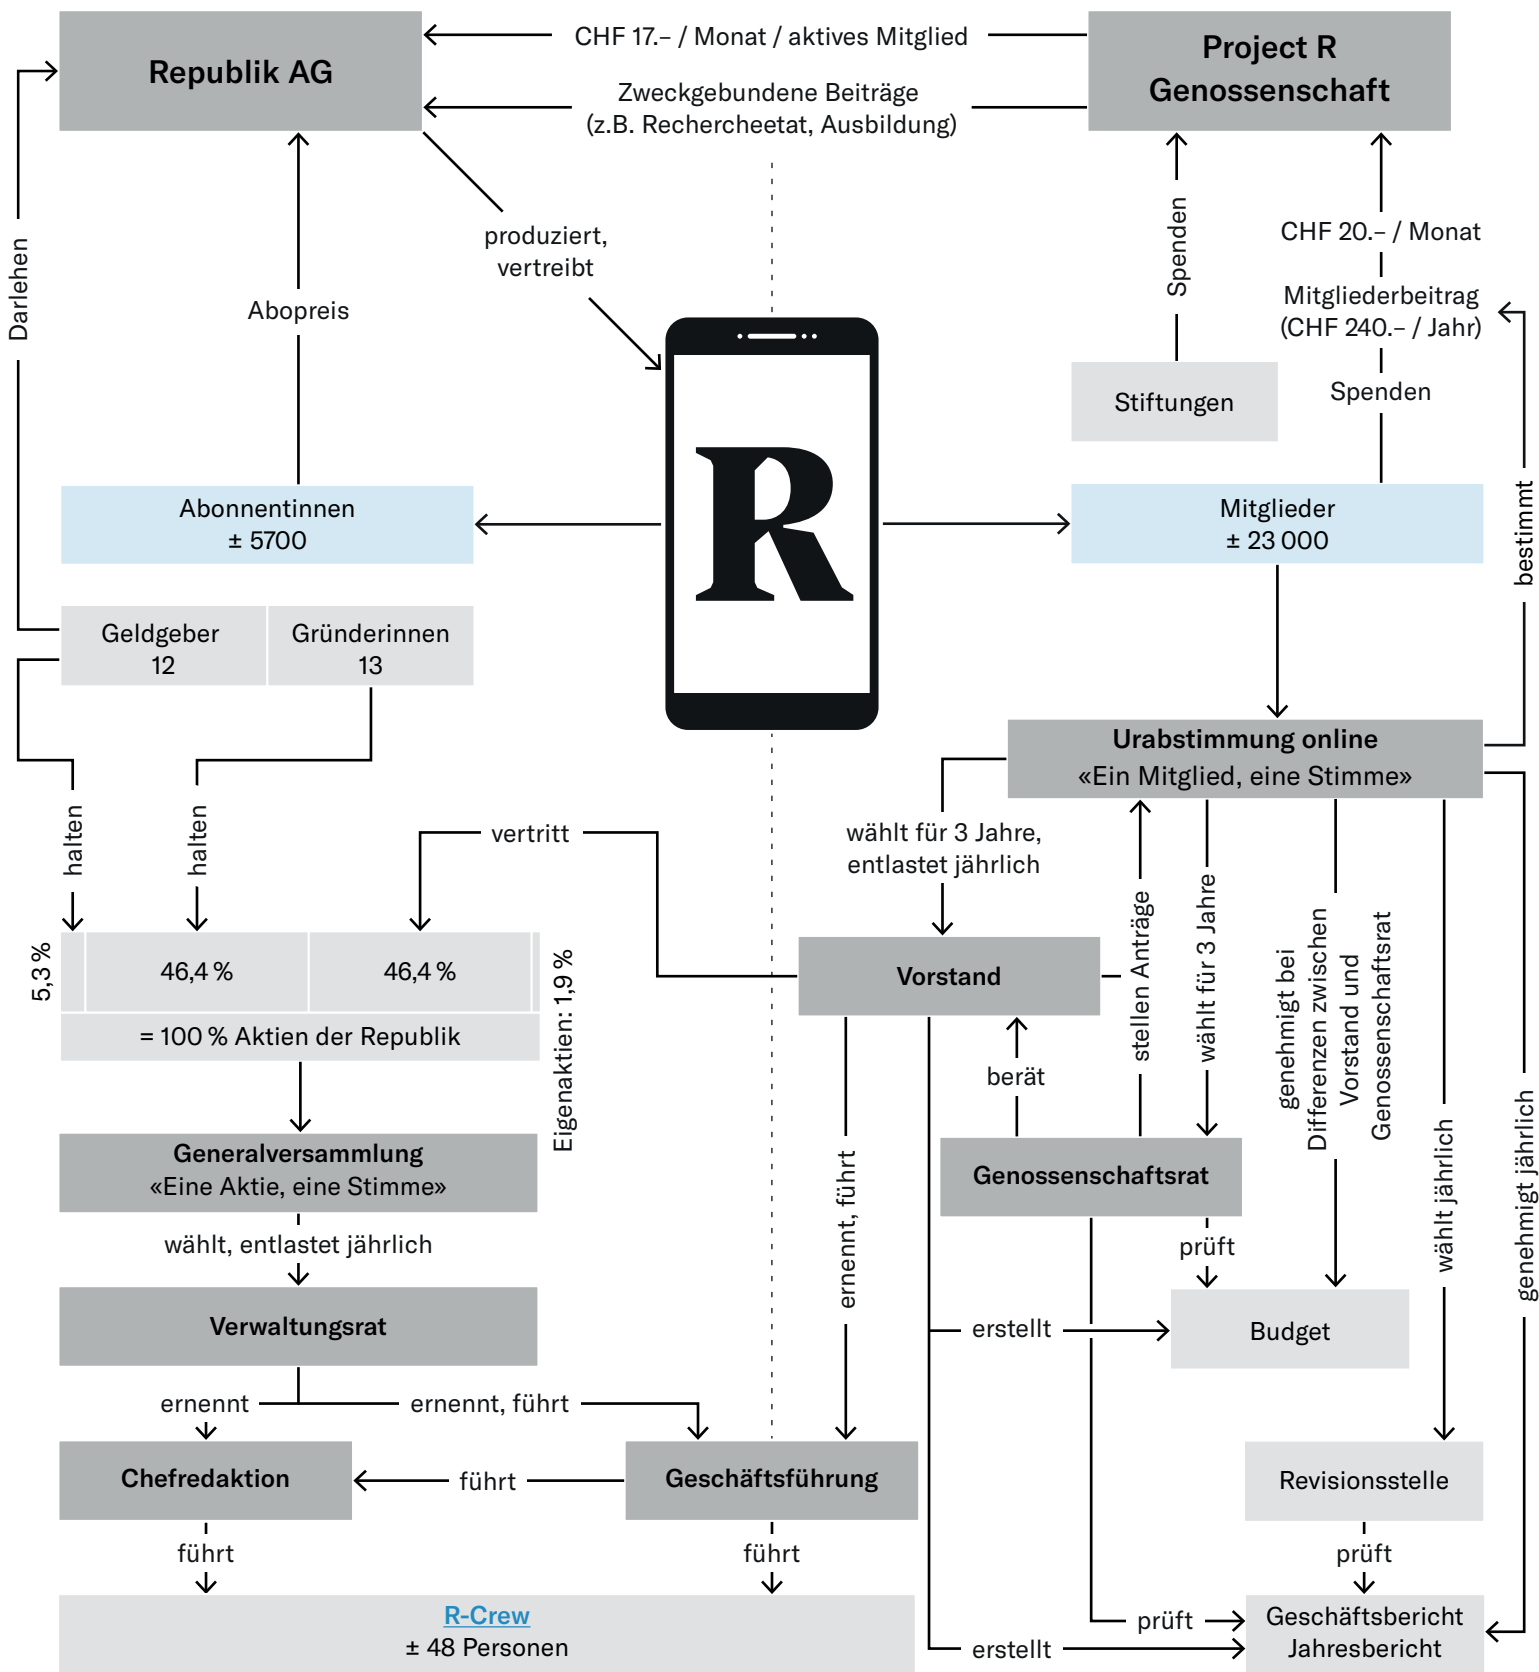 Republik AG
CHF 17.– / Monat / aktives Mitglied
Zweckgebundene Beiträge
(z.B. Rechercheetat, Ausbildung)
Project R
Genossenschaft
Darlehen
Abopreis
produziert,
vertreibt
Spenden
CHF 20.– / Monat
Mitgliederbeitrag
(CHF 240.– / Jahr)
Spenden
Stiftungen
bestimmt
R
Abonnentinnen
± 5700
Mitglieder
± 23 000
Geldgeber
12
Gründerinnen
13
Urabstimmung online
«Ein Mitglied, eine Stimme»
halten
halten
vertritt
wählt für 3 Jahre,
entlastet jährlich
stellen Anträge
wählt für 3 Jahre
genehmigt bei
Differenzen zwischen
Vorstand und
Genossenschaftsrat
wählt jährlich
genehmigt jährlich
5,3 %
46,4 %
46,4 %
Eigenaktien: 1,9 %
= 100 % Aktien der Republik
Vorstand
berät
ernennt, führt
Generalversammlung
«Eine Aktie, eine Stimme»
Genossenschaftsrat
wählt, entlastet jährlich
prüft
Verwaltungsrat
erstellt
Budget
ernennt
ernennt, führt
Chefredaktion
führt
Geschäftsführung
Revisionsstelle
führt
führt
prüft
R-Crew
± 48 Personen
prüft
erstellt
Geschäftsbericht
Jahresbericht